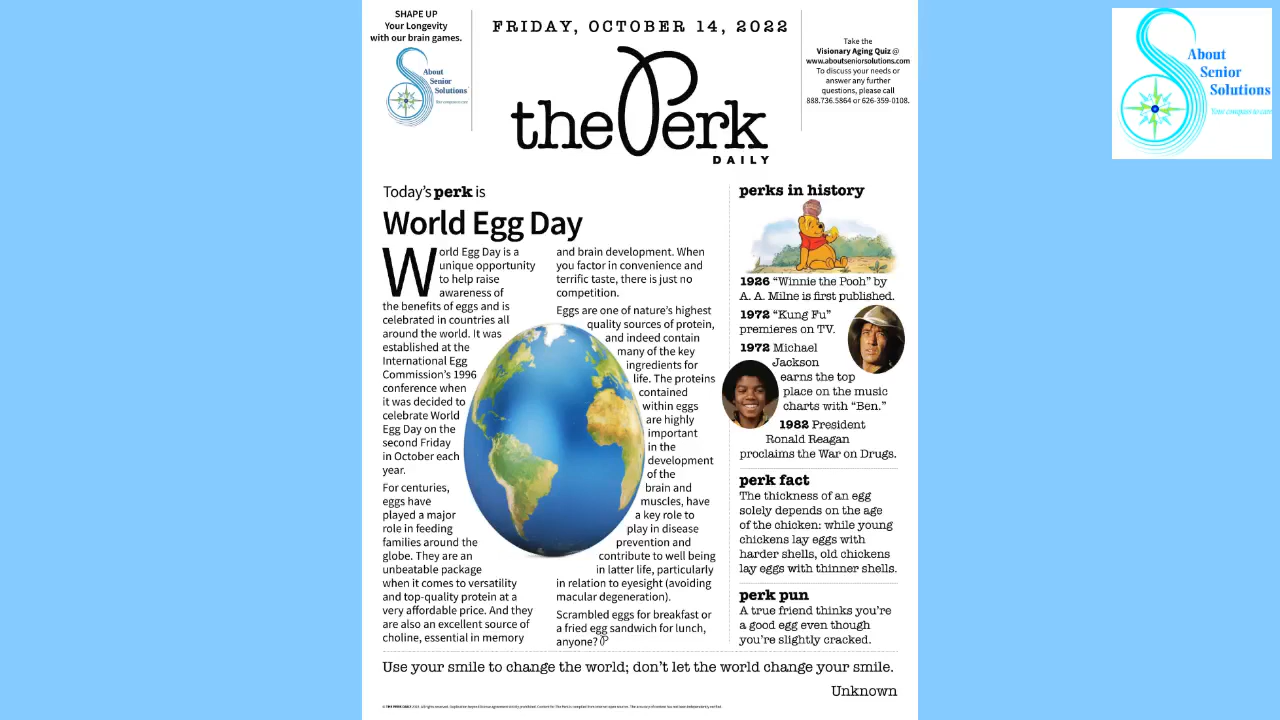 SHAPE UP
Your Longevity
with our brain games.
About
Senior
Solutions
Your compass to care
FRIDAY, OCTOBER 14, 2022
the Perk
DAILY
Take the
Visionary Aging Quiz @
www.aboutseniorsolutions.com
To discuss your needs or
answer any further
questions, please call
888.736.5864 or 626-359-0108.
About
Senior
Solutions
Your compass to care
Today's perk is
World Egg Day
World Egg Day is a
unique opportunity
to help raise
awareness of
the benefits of eggs and is
celebrated in countries all
around the world. It was
established at the
International Egg
Commission's 1996
conference when
it was decided to
celebrate World
Egg Day on the
second Friday
in October each
year.
For centuries,
eggs have
played a major
role in feeding
families around the
globe. They are an
unbeatable package
when it comes to versatility
and top-quality protein at a
very affordable price. And they
are also an excellent source of
choline, essential in memory
and brain development. When
you factor in convenience and
terrific taste, there is just no
competition.
Eggs are one of nature's highest
quality sources of protein,
and indeed contain
many of the key
ingredients for
life. The proteins
contained
within eggs
are highly
important
in the
development
of the
brain and
muscles, have
a key role to
play in disease
prevention and
contribute to well being
in latter life, particularly
in relation to eyesight (avoiding
macular degeneration).
Scrambled eggs for breakfast or
a fried egg sandwich for lunch,
anyone?
perks in history
1926 "Winnie the Pooh" by
A. A. Milne is first published.
1972 "Kung Fu"
premieres on TV.
1972 Michael
Jackson
earns the top
place on the music
charts with "Ben."
1982 President
Ronald Reagan
proclaims the War on Drugs.
perk fact
The thickness of an egg
solely depends on the age
of the chicken: while young
chickens lay eggs with
harder shells, old chickens
lay eggs with thinner shells.
perk pun
A true friend thinks you're
a good egg even though
you're slightly cracked.
Use your smile to change the world; don't let the world change your smile.
Unknown